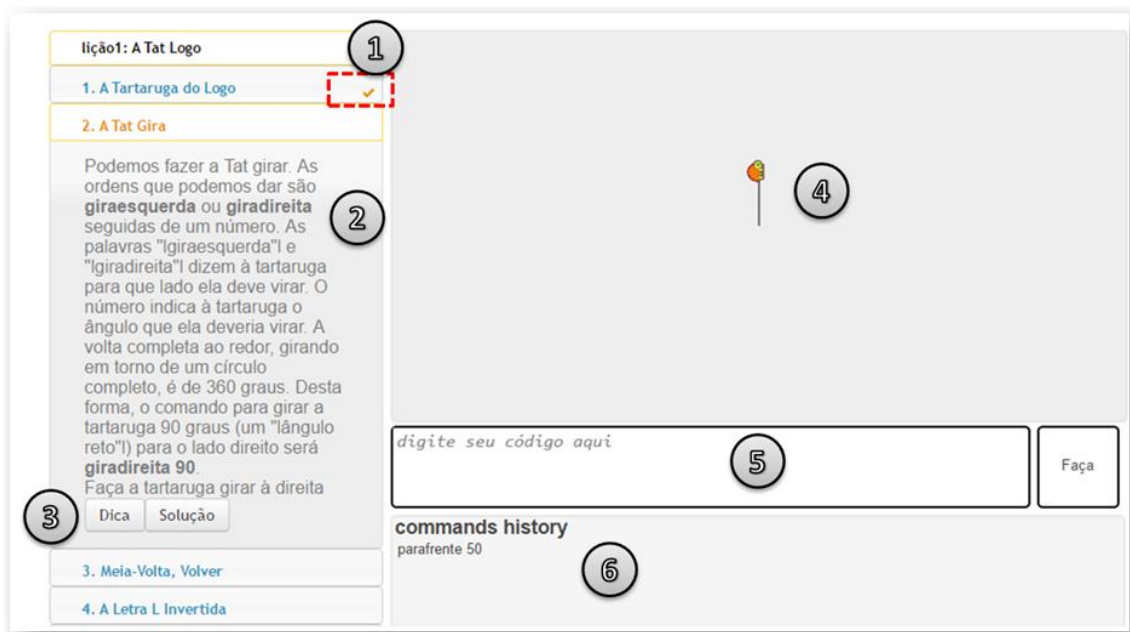 lição1: A Tat Logo
1
1. A Tartaruga do Logo
2. A Tat Gira
Podemos fazer a Tat girar. As
ordens que podemos dar são
giraesquerda ou giradireita
seguidas de um número. As
palavras "lgiraesquerda"l e
"lgiradireita"l dizem à tartaruga
para que lado ela deve virar. O
número indica à tartaruga o
ângulo que ela deveria virar. A
volta completa ao redor, girando
em torno de um círculo
completo, é de 360 graus. Desta
forma, o comando para girar a
tartaruga 90 graus (um "lângulo
reto"l) para o lado direito será
giradireita 90.
Faça a tartaruga girar à direita
2
3
Dica
Solução
3. Meia-Volta, Volver
4. A Letra L Invertida
4
digite seu código aqui
5
Faça
commands history
parafrente 50
6